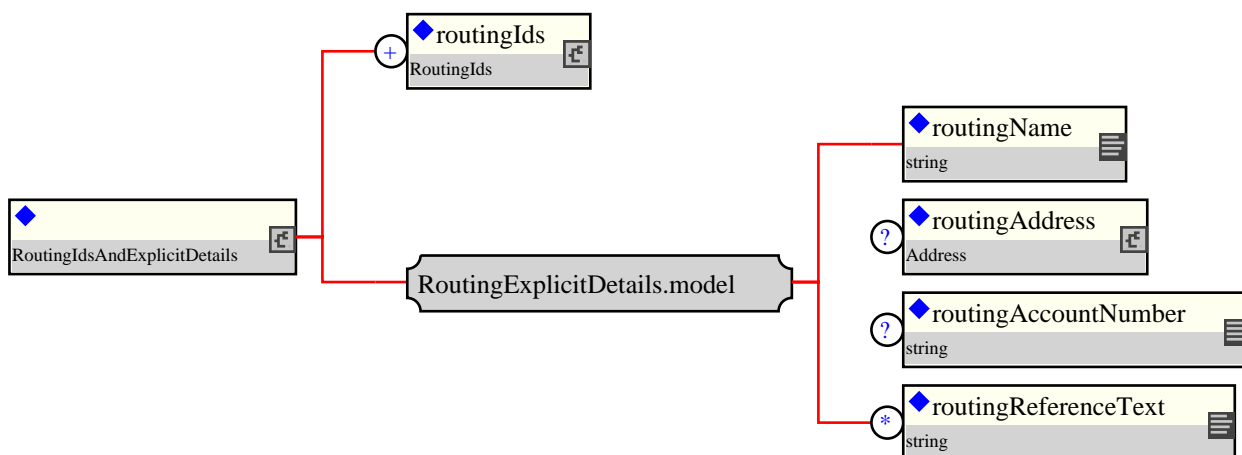 routingIds
+
RoutingIds
routingName
string
RoutingIdsAndExplicitDetails
routingAddress
?
Address
RoutingExplicitDetails.model
routingAccountNumber
?
string
routingReferenceText
*
string